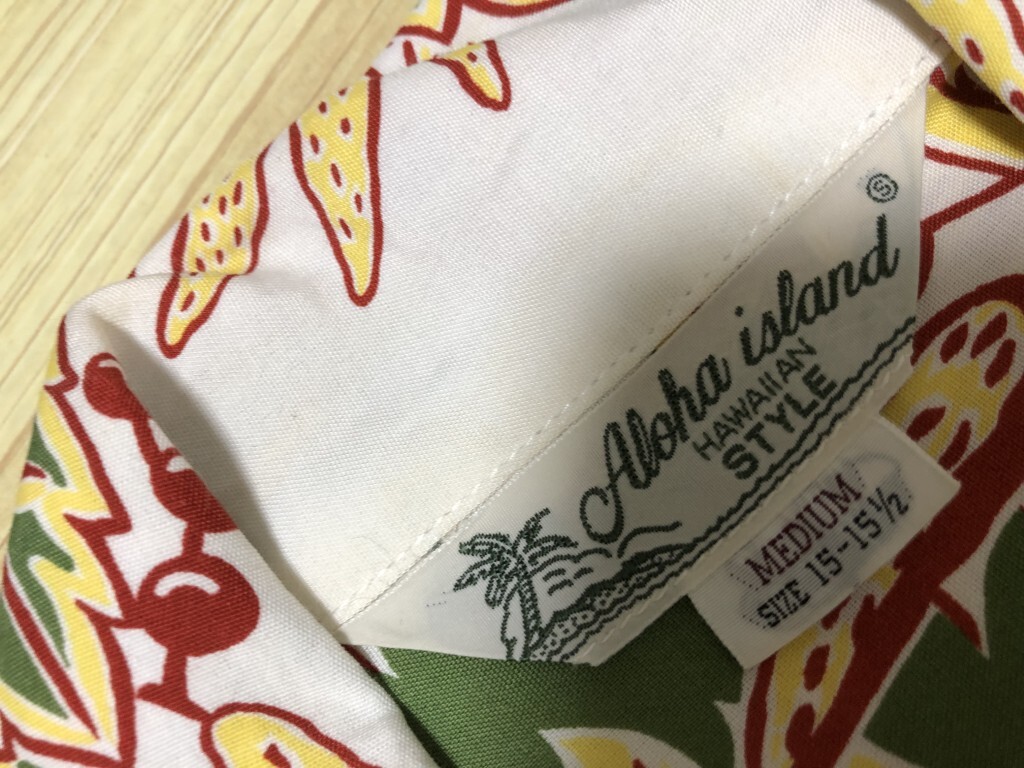 Aloha island Ⓢ
HAWAIIAN
STYLE
MEDIUM
SIZE 15-15½